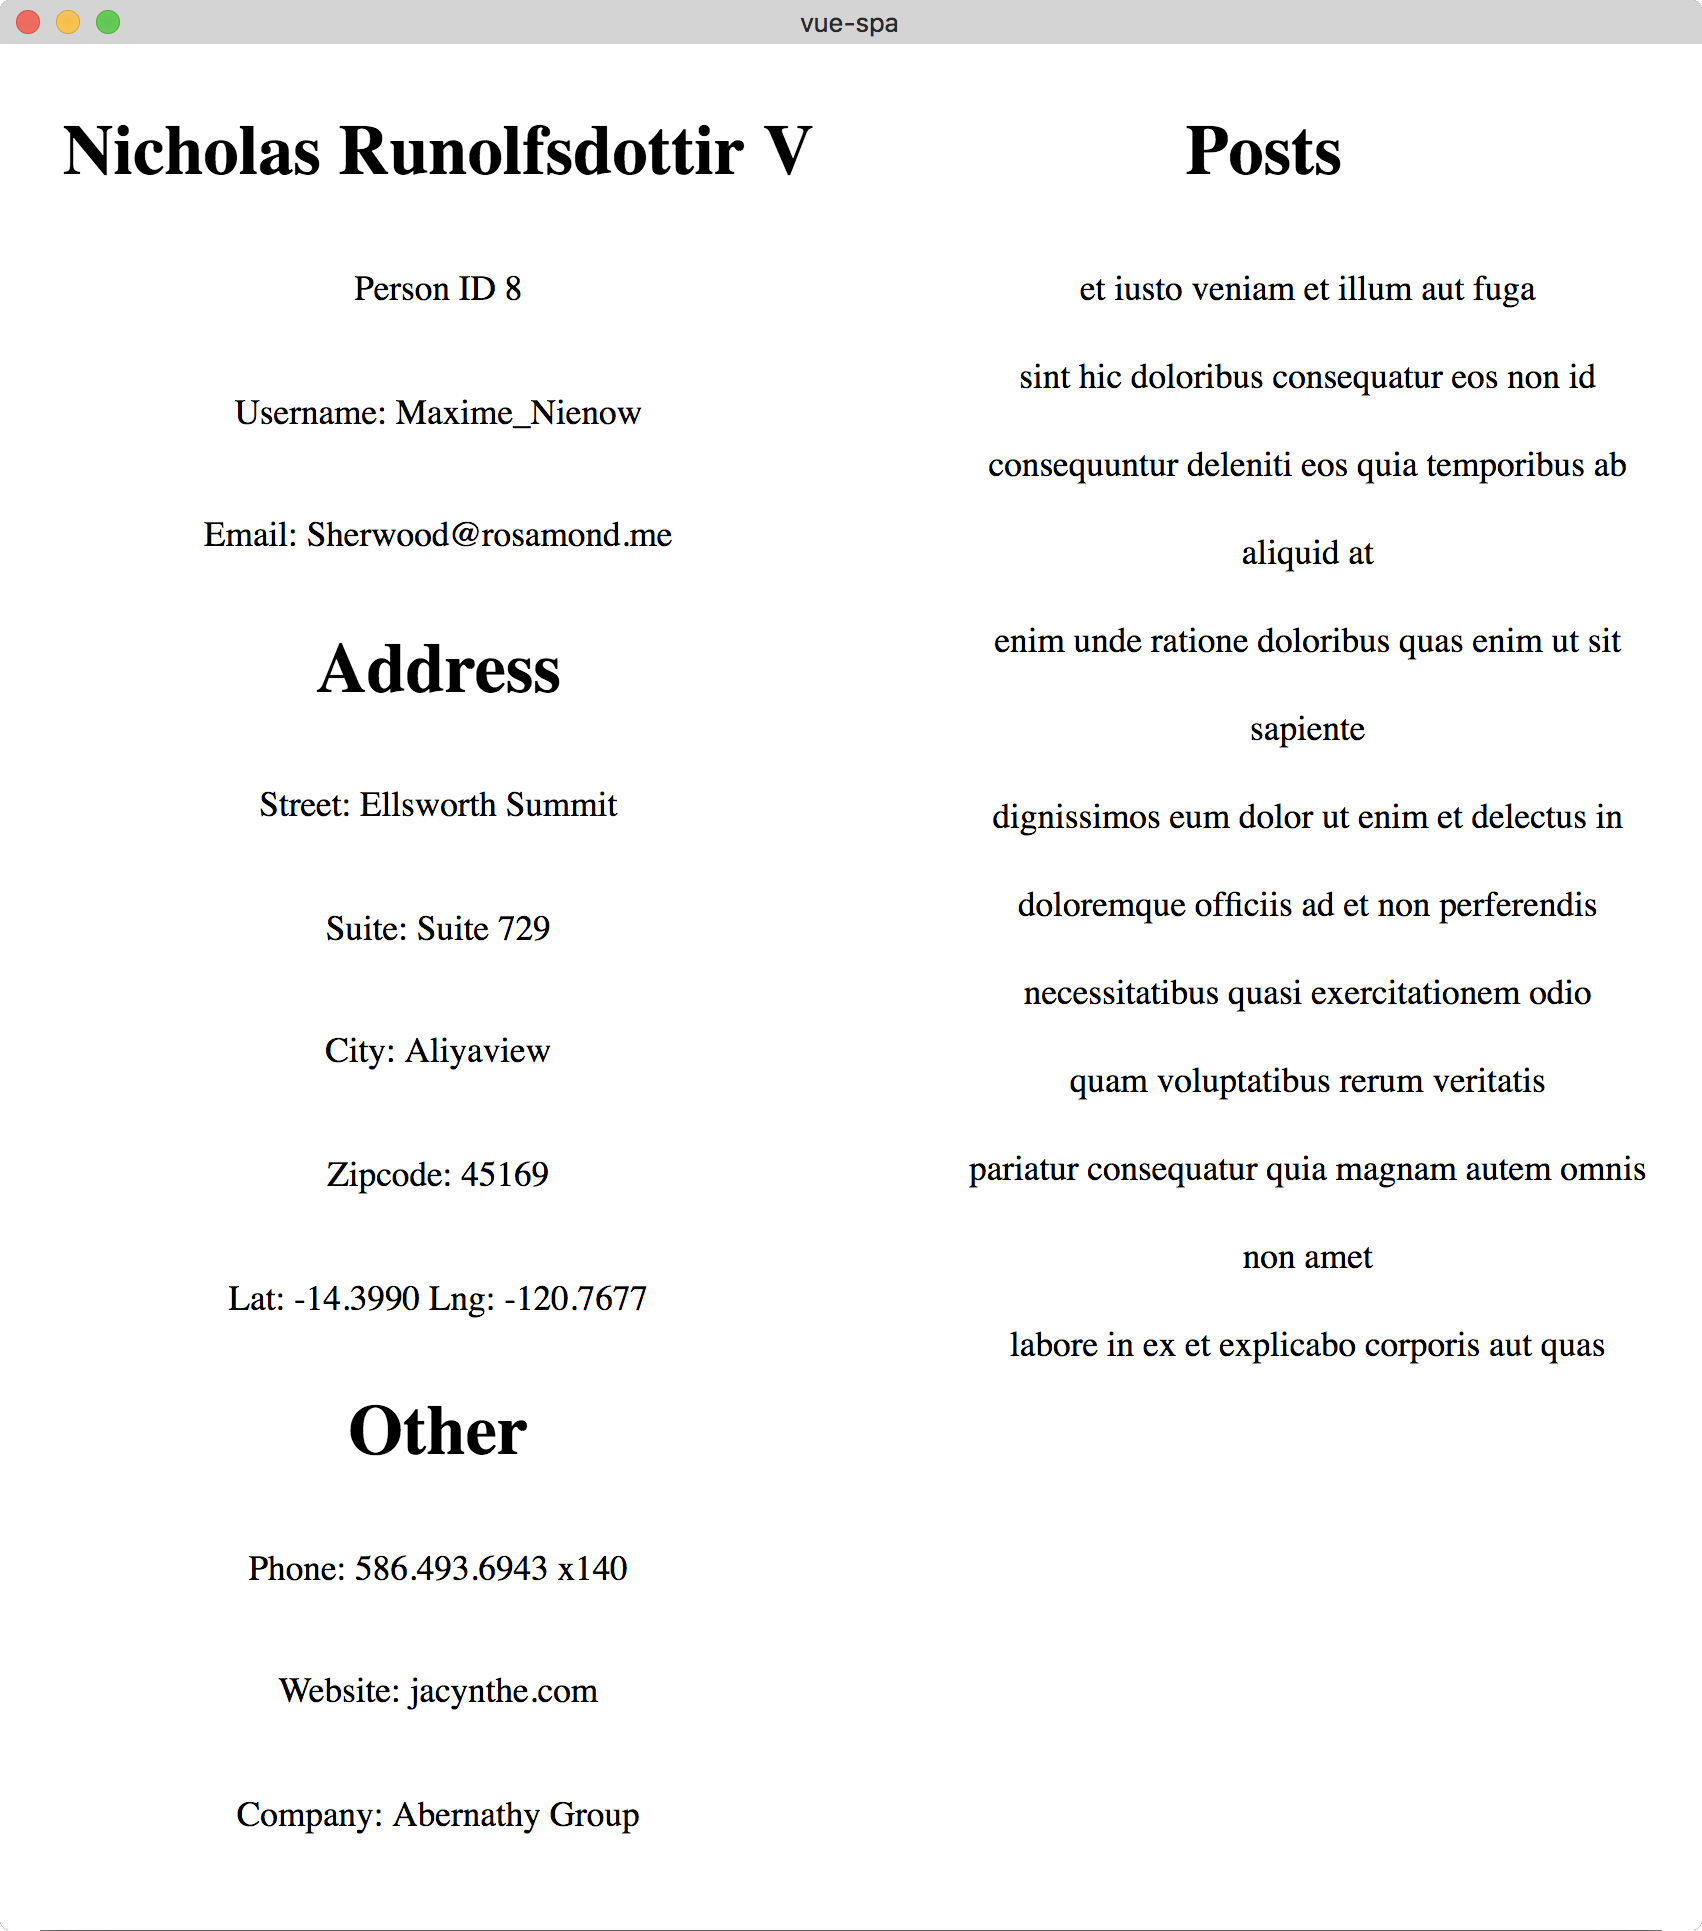 vue-spa
Nicholas Runolfsdottir V
Person ID 8
Username: Maxime_Nienow
Email: Sherwood@rosamond.me
Address
Street: Ellsworth Summit
Suite: Suite 729
City: Aliyaview
Zipcode: 45169
Lat: -14.3990 Lng: -120.7677
Other
Phone: 586.493.6943 x140
Website: jacynthe.com
Company: Abernathy Group
Posts
et iusto veniam et illum aut fuga
sint hic doloribus consequatur eos non id
consequuntur deleniti eos quia temporibus ab
aliquid at
enim unde ratione doloribus quas enim ut sit
sapiente
dignissimos eum dolor ut enim et delectus in
doloremque officiis ad et non perferendis
necessitatibus quasi exercitationem odio
quam voluptatibus rerum veritatis
pariatur consequatur quia magnam autem omnis
non amet
labore in ex et explicabo corporis aut quas